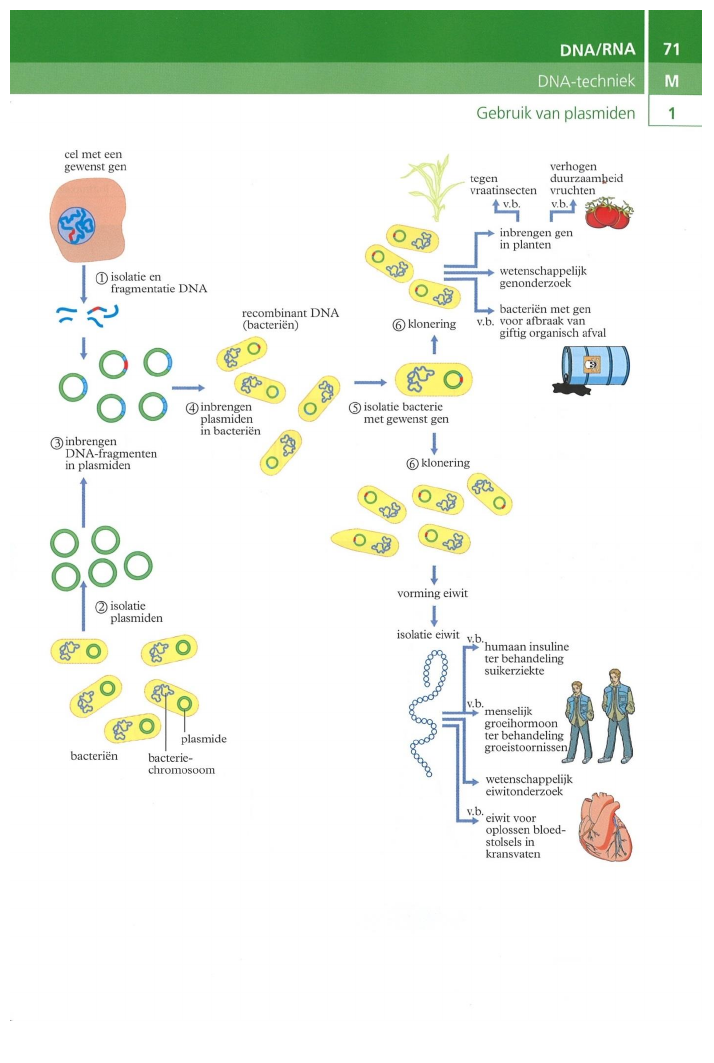 DNA/RNA 71
DNA-techniek M
Gebruik van plasmiden 1
cel met een
gewenst gen
① isolatie en
fragmentatie DNA
recombinant DNA
(bacteriën)
④ inbrengen
plasmiden
in bacteriën
③ inbrengen
DNA-fragmenten
in plasmiden
② isolatie
plasmiden
plasmide
bacteriën
bacterie-
chromosoom
tegen
vraatinsecten
v.b.
verhogen
duurzaamheid
vruchten
v.b.
inbrengen gen
in planten
wetenschappelijk
genonderzoek
bacteriën met gen
v.b. voor afbraak van
giftig organisch afval
⑥ klonering
⑤ isolatie bacterie
met gewenst gen
⑥ klonering
vorming eiwit
isolatie eiwit
v.b.
humaan insuline
ter behandeling
suikerziekte
v.b.
menselijk
groeihormoon
ter behandeling
groeistoornissen
wetenschappelijk
eiwitonderzoek
v.b.
eiwit voor
oplossen bloed-
stolsels in
kransvaten